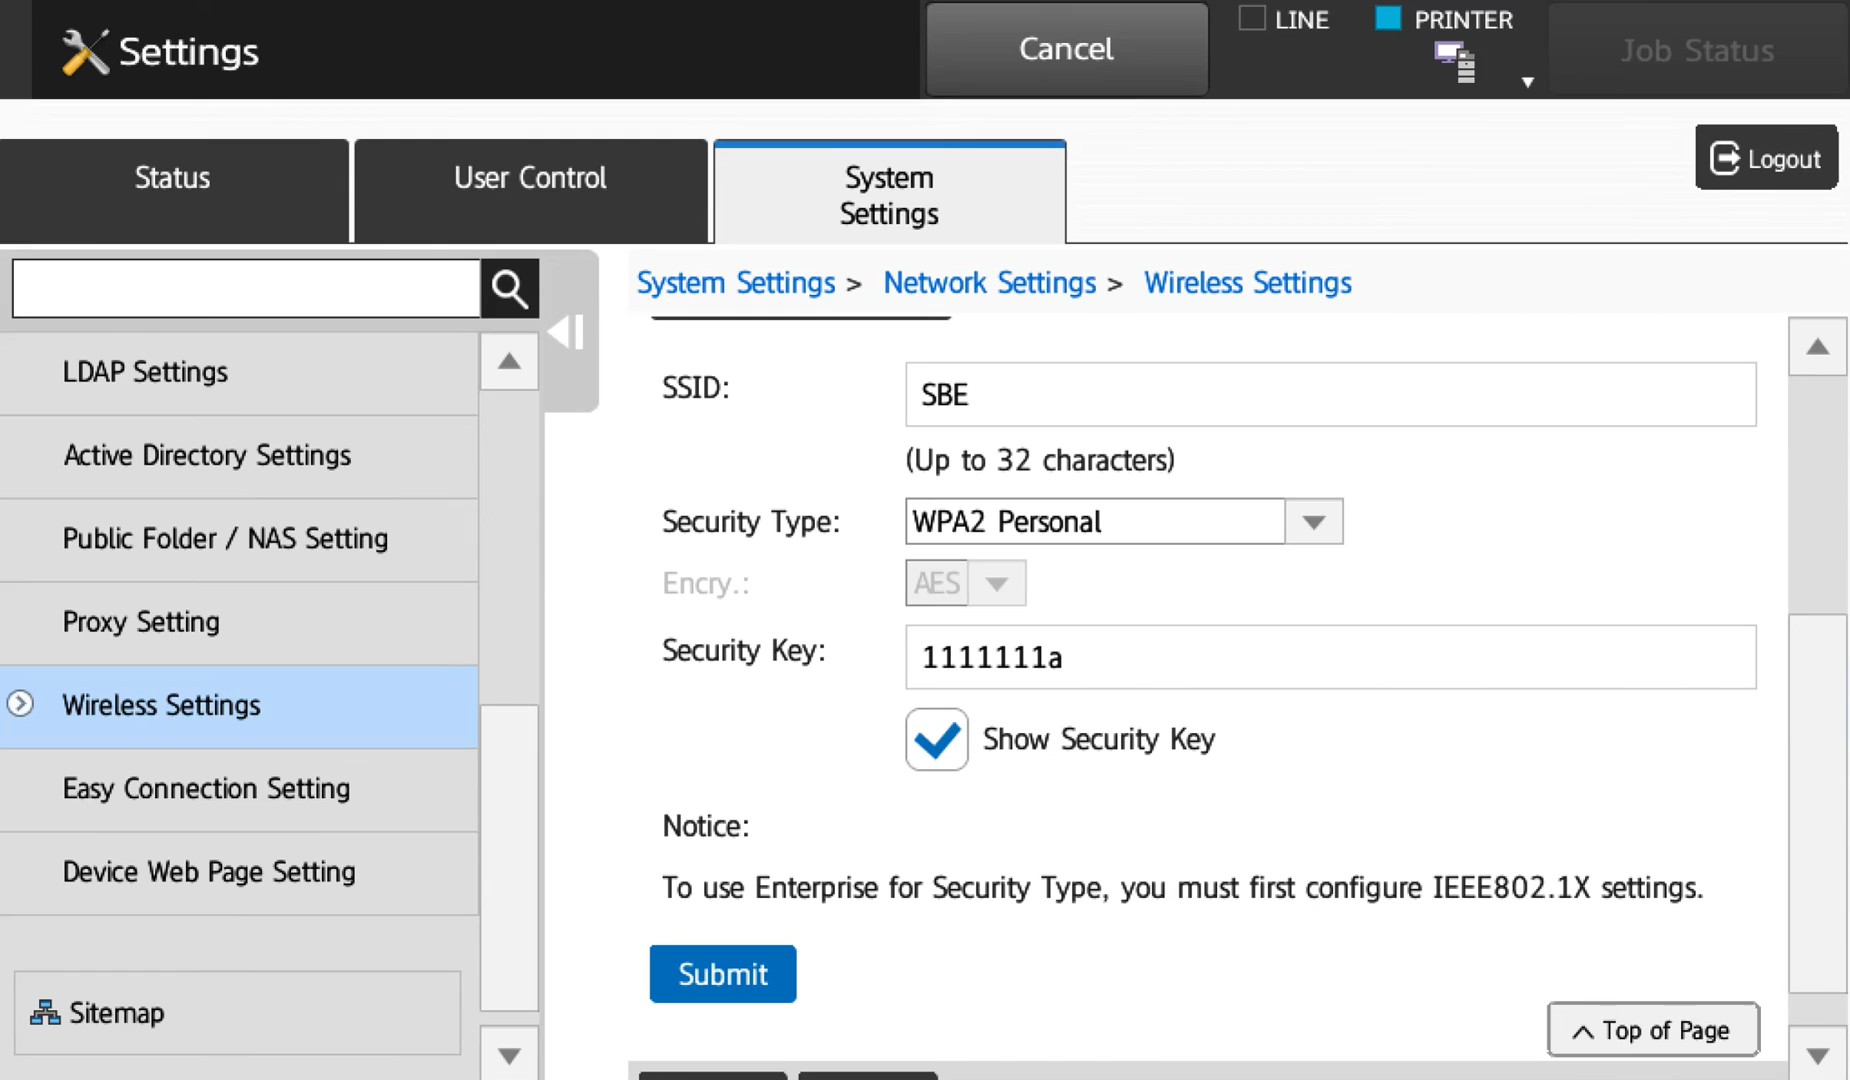 Settings
Cancel
LINE
PRINTER
Job Status
Status
User Control
System
Settings
Logout
System Settings > Network Settings > Wireless Settings
LDAP Settings
Active Directory Settings
Public Folder / NAS Setting
Proxy Setting
Wireless Settings
Easy Connection Setting
Device Web Page Setting
Sitemap
SSID:
SBE
(Up to 32 characters)
Security Type:
WPA2 Personal
Encry.:
AES
Security Key:
1111111a
Show Security Key
Notice:
To use Enterprise for Security Type, you must first configure IEEE802.1X settings.
Submit
Top of Page